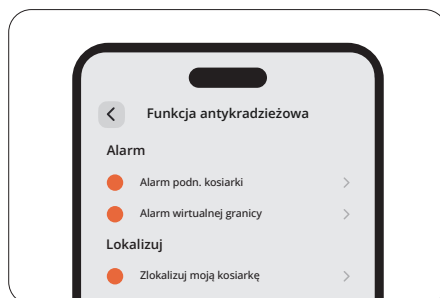 Funkcja antykradzieżowa
Alarm
Alarm podn. kosiarki
Alarm wirtualnej granicy
Lokalizuj
Zlokalizuj moją kosiarkę